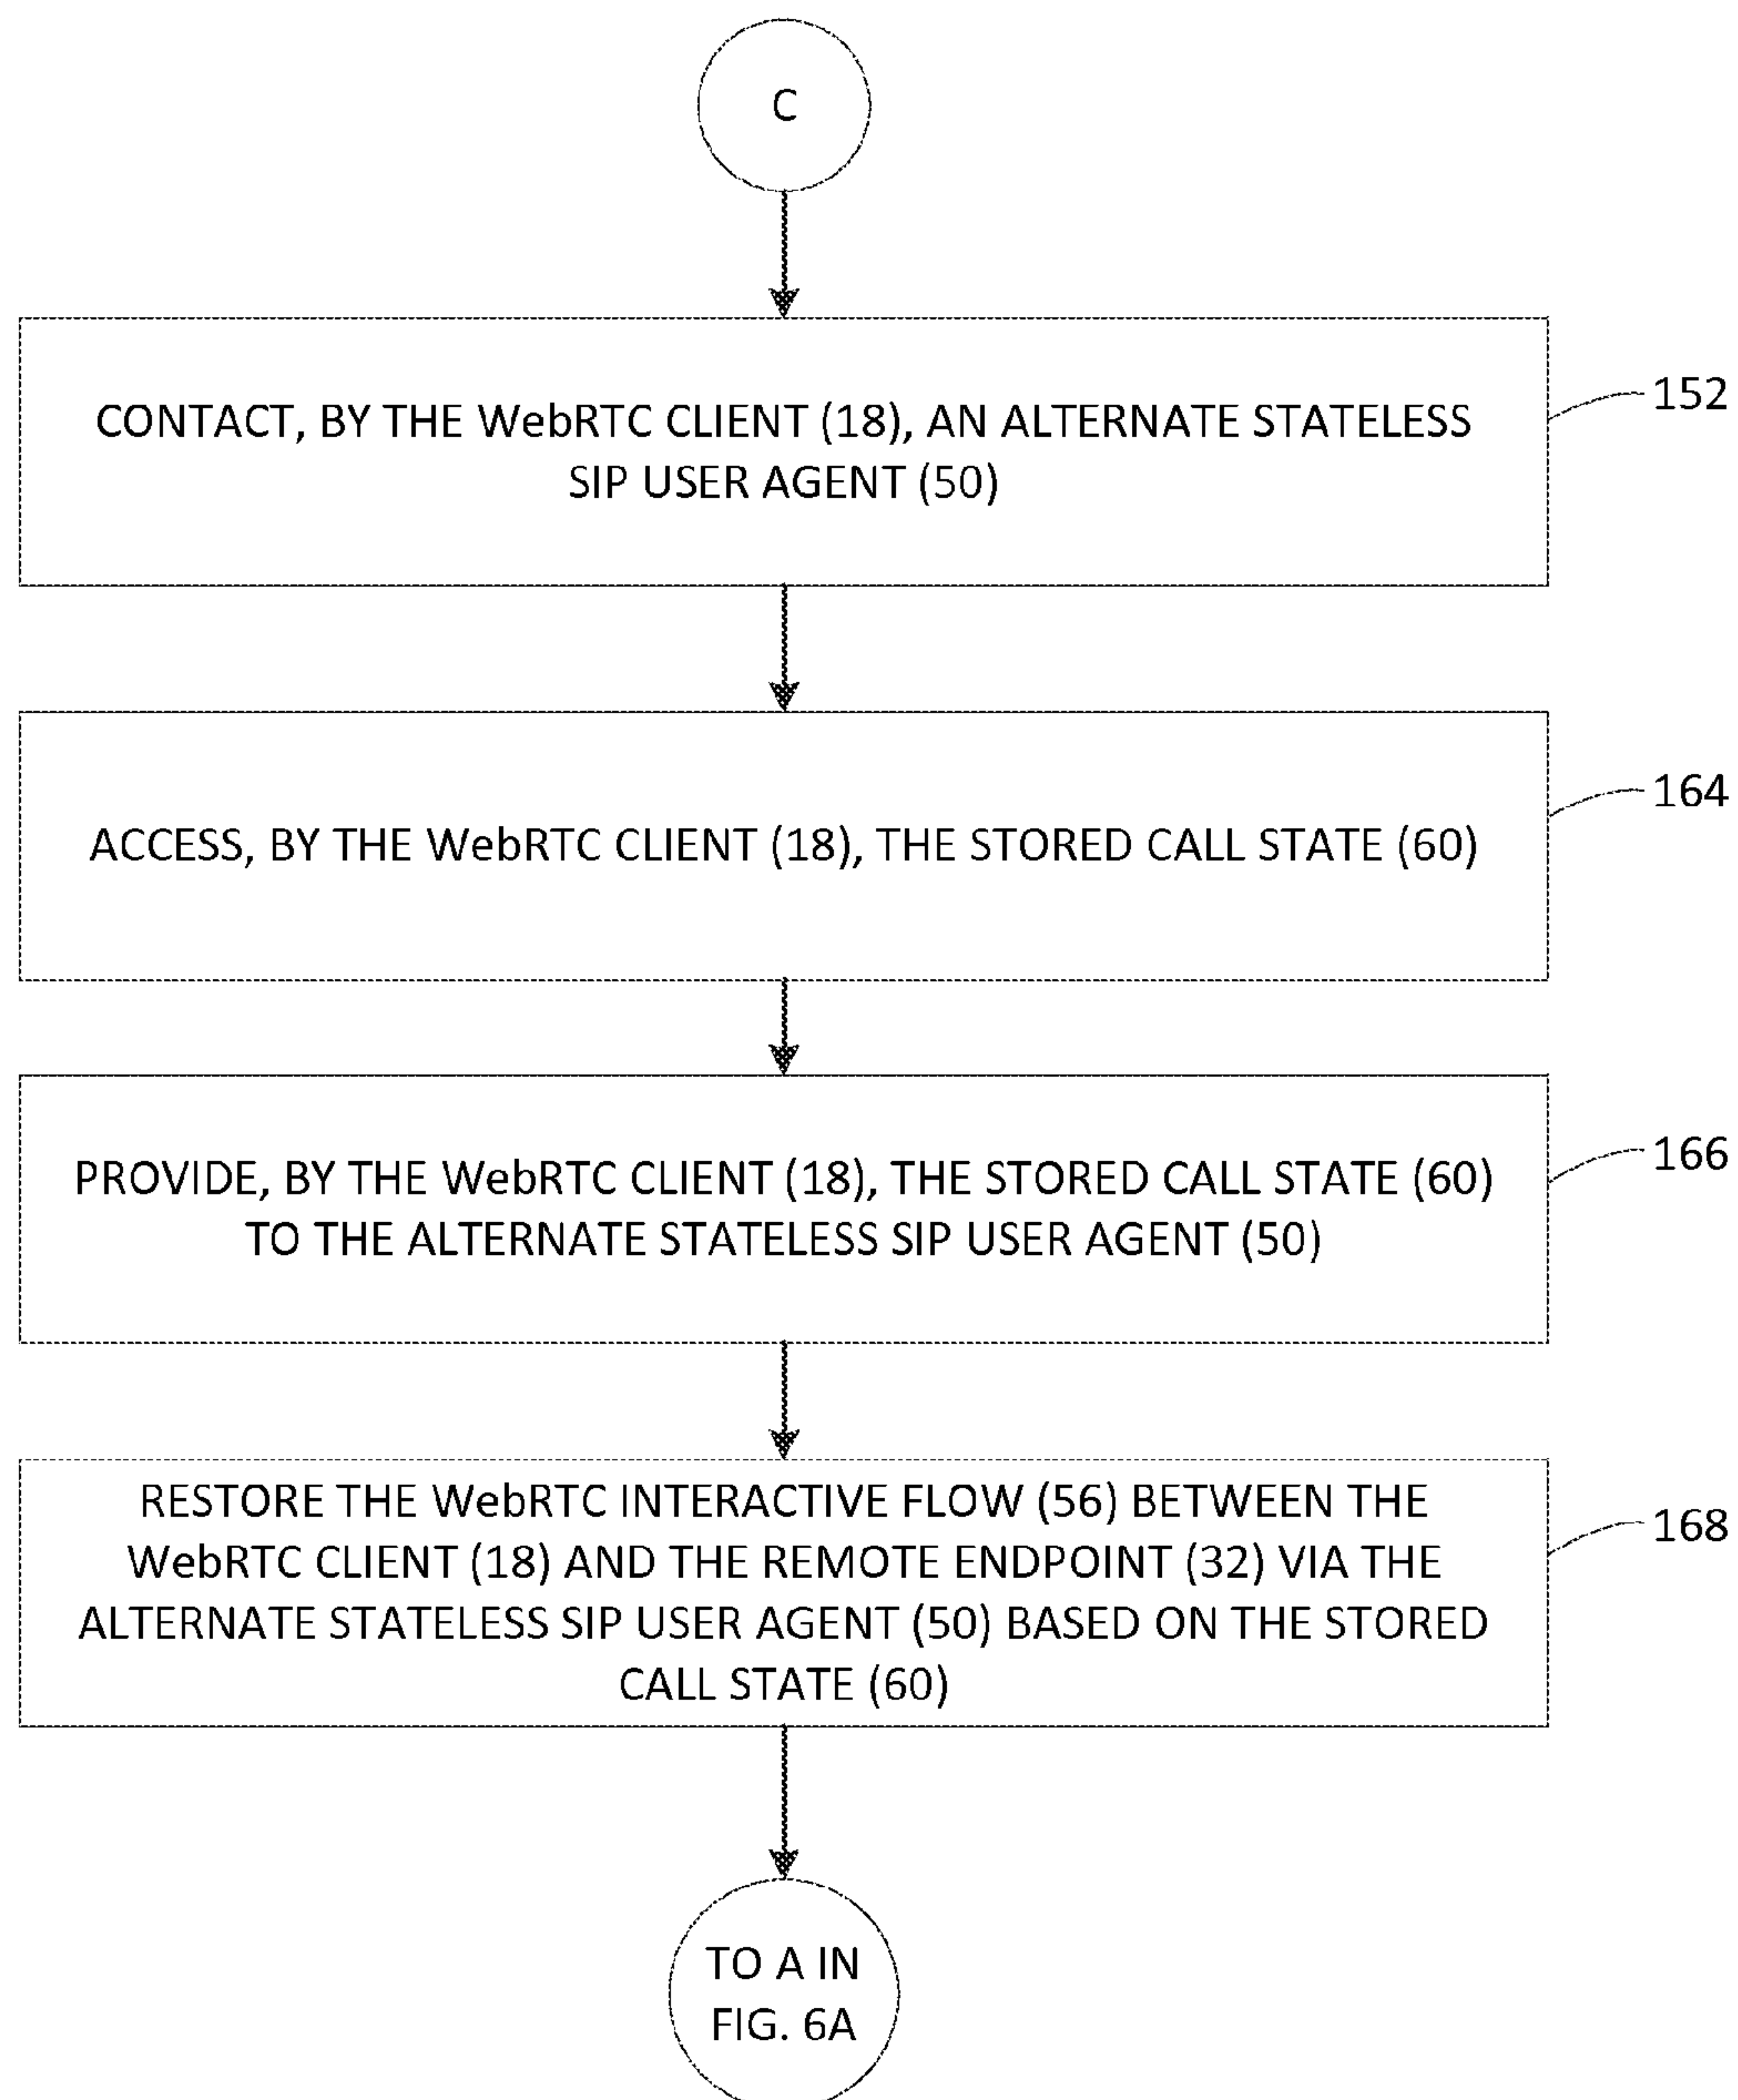 C
CONTACT, BY THE WebRTC CLIENT (18), AN ALTERNATE STATELESS
SIP USER AGENT (50)
152
ACCESS, BY THE WebRTC CLIENT (18), THE STORED CALL STATE (60)
164
PROVIDE, BY THE WebRTC CLIENT (18), THE STORED CALL STATE (60)
TO THE ALTERNATE STATELESS SIP USER AGENT (50)
166
RESTORE THE WebRTC INTERACTIVE FLOW (56) BETWEEN THE
WebRTC CLIENT (18) AND THE REMOTE ENDPOINT (32) VIA THE
ALTERNATE STATELESS SIP USER AGENT (50) BASED ON THE STORED
CALL STATE (60)
168
TO A IN
FIG. 6A